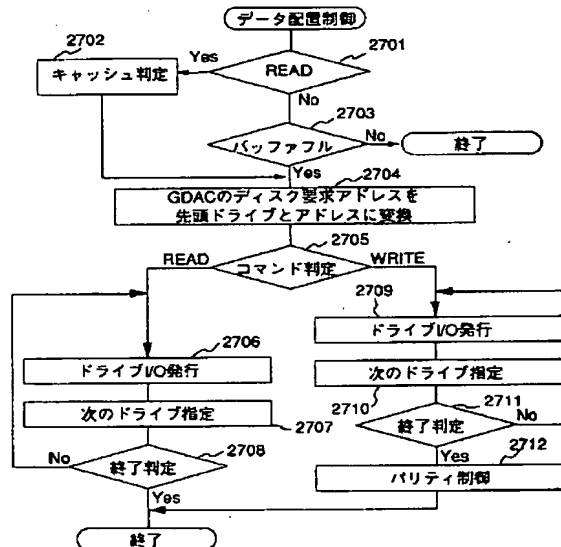 データ配置制御
2702
2701
Yes
キャッシュ判定
READ
No
2703
バッファフル
No
終了
Yes
2704
GDACのディスク要求アドレスを
先頭ドライブとアドレスに変換
2705
READ
コマンド判定
WRITE
2709
ドライブI/O発行
2706
ドライブI/O発行
次のドライブ指定
2710
2711
次のドライブ指定
2707
終了判定
No
2708
Yes
2712
No
終了判定
パリティ制御
Yes
終了